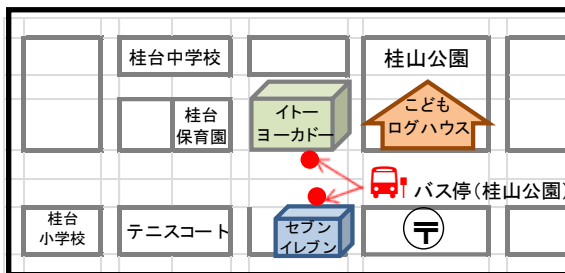 桂台中学校
桂山公園
桂台
保育園
イトー
ヨーカドー
こども
ログハウス
バス停(桂山公園)
桂台
小学校
テニスコート
セブン
イレブン
〒